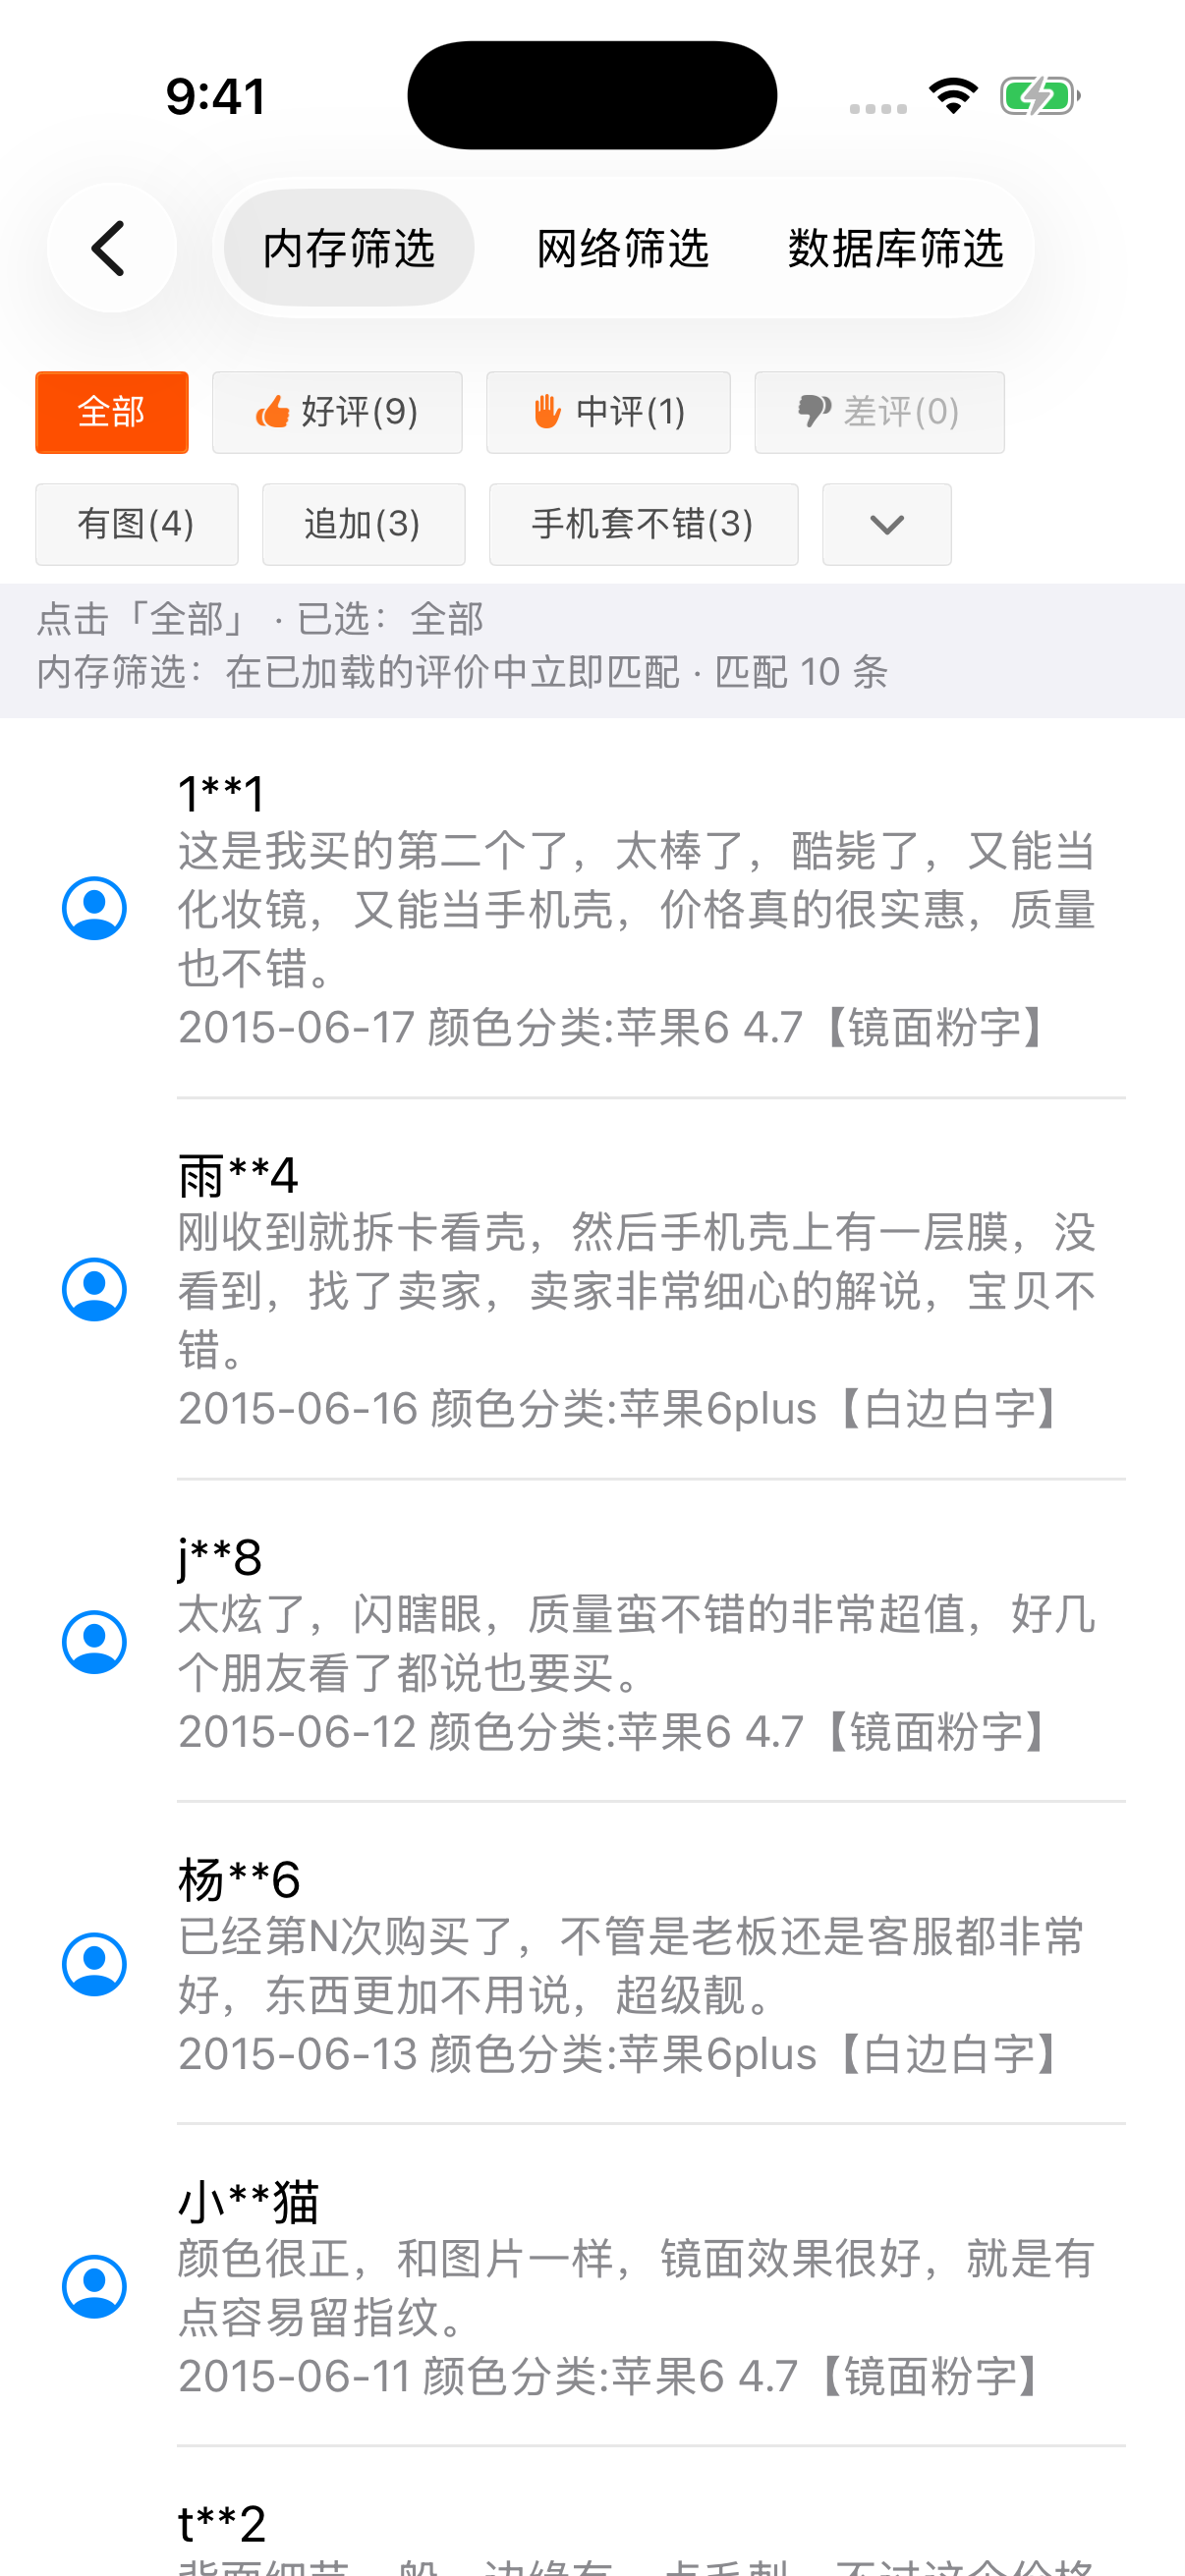 9:41
内存筛选 网络筛选 数据库筛选
全部 好评(9) 中评(1) 差评(0)
有图(4) 追加(3) 手机套不错(3)
点击「全部」 · 已选：全部
内存筛选：在已加载的评价中立即匹配 · 匹配 10 条
1**1
这是我买的第二个了，太棒了，酷毙了，又能当
化妆镜，又能当手机壳，价格真的很实惠，质量
也不错。
2015-06-17 颜色分类:苹果6 4.7【镜面粉字】
雨**4
刚收到就拆卡看壳，然后手机壳上有一层膜，没
看到，找了卖家，卖家非常细心的解说，宝贝不
错。
2015-06-16 颜色分类:苹果6plus【白边白字】
j**8
太炫了，闪瞎眼，质量蛮不错的非常超值，好几
个朋友看了都说也要买。
2015-06-12 颜色分类:苹果6 4.7【镜面粉字】
杨**6
已经第N次购买了，不管是老板还是客服都非常
好，东西更加不用说，超级靓。
2015-06-13 颜色分类:苹果6plus【白边白字】
小**猫
颜色很正，和图片一样，镜面效果很好，就是有
点容易留指纹。
2015-06-11 颜色分类:苹果6 4.7【镜面粉字】
t**2